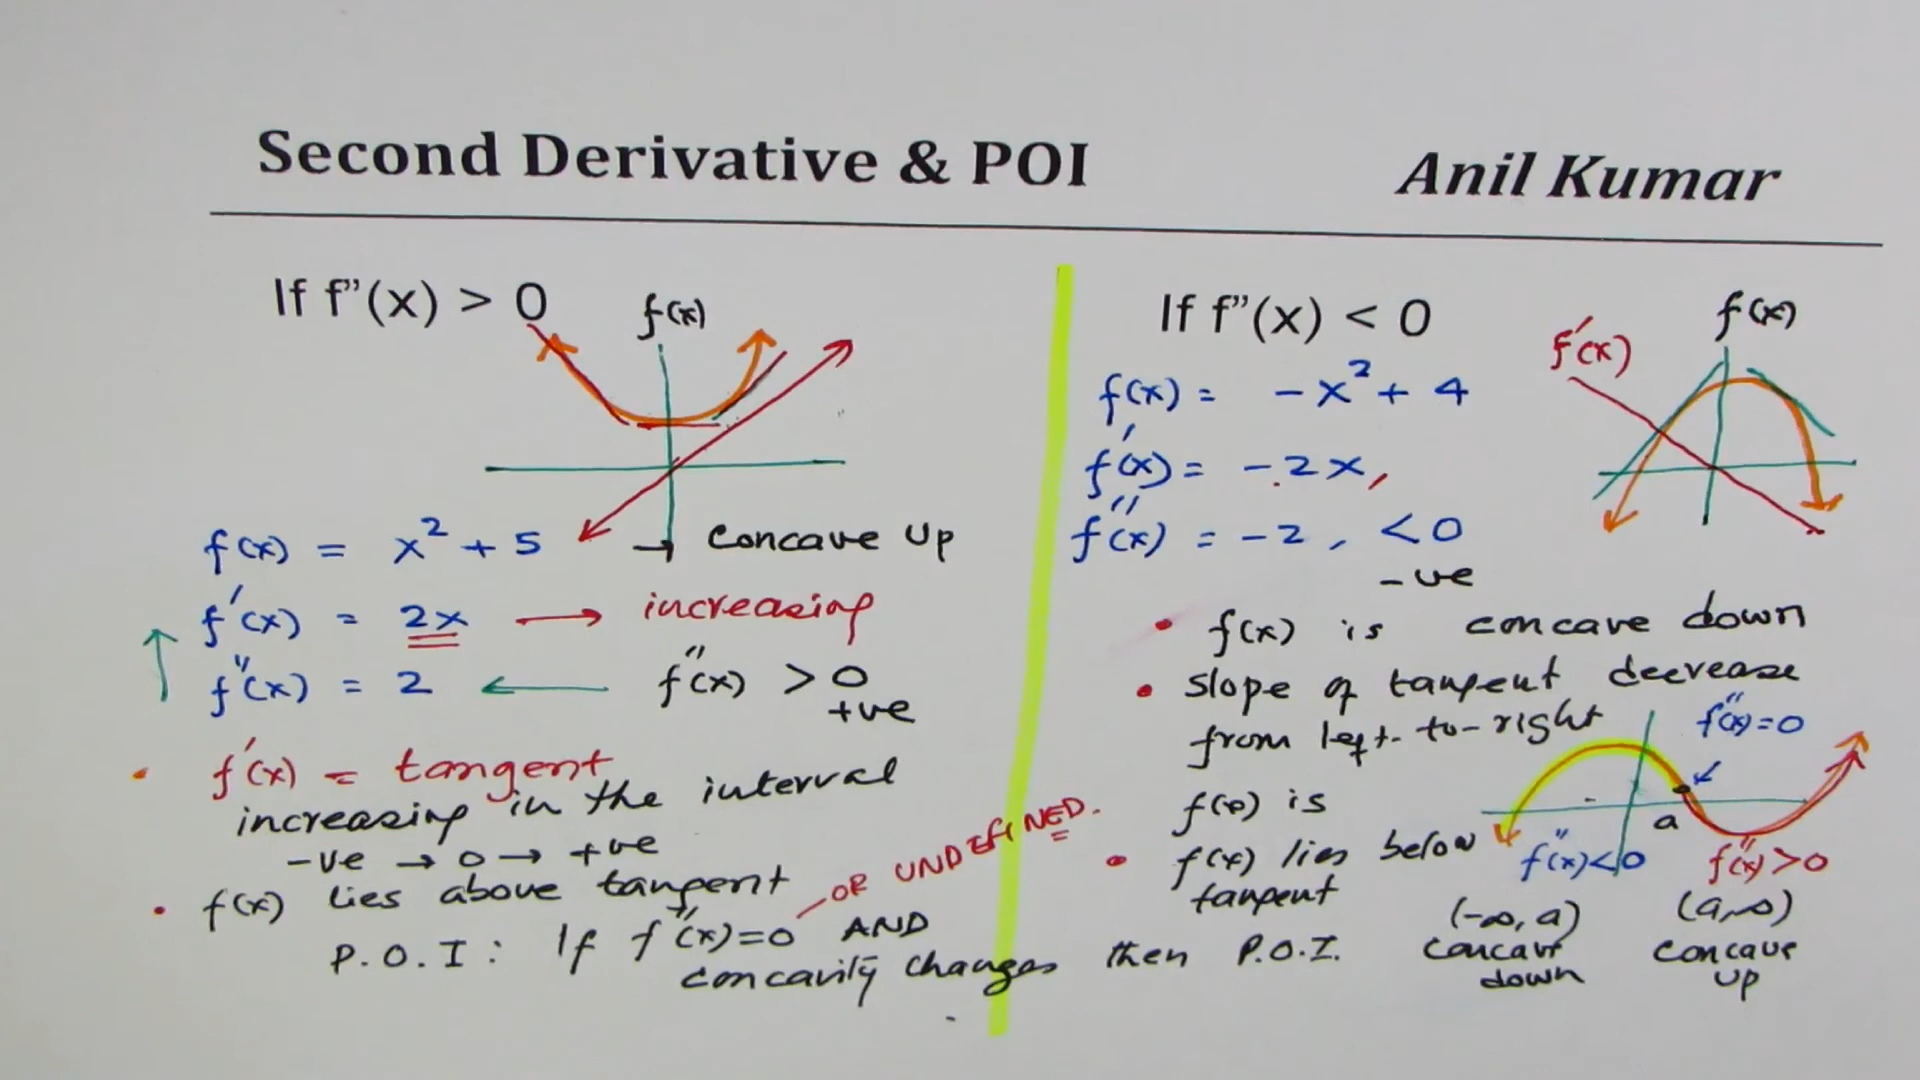 Second Derivative & POI
Anil Kumar
If f"(x) > 0
f(x)
f(x) = x² + 5
→ Concave Up
f'(x) = 2x → increasing
f''(x) = 2 ← f''(x) > 0
+ve
• f'(x) = tangent
increasing in the interval
-ve → 0 → +ve
• f(x) lies above tangent
P.O.I: If f''(x)=0 AND
OR UNDEFINED.
concavity changes then P.O.I.
If f"(x) < 0
f'(x)
f(x)
f(x) = -x² + 4
f'(x) = -2x,
f''(x) = -2, <0
-ve
• f(x) is concave down
• slope of tangent decrease
from left-to-right
f(x) is
• f(x) lies below
tangent
f''(x)=0
a
f''(x)<0
f''(x)>0
(-∞, a)
(a,∞)
concave
down
concave
up